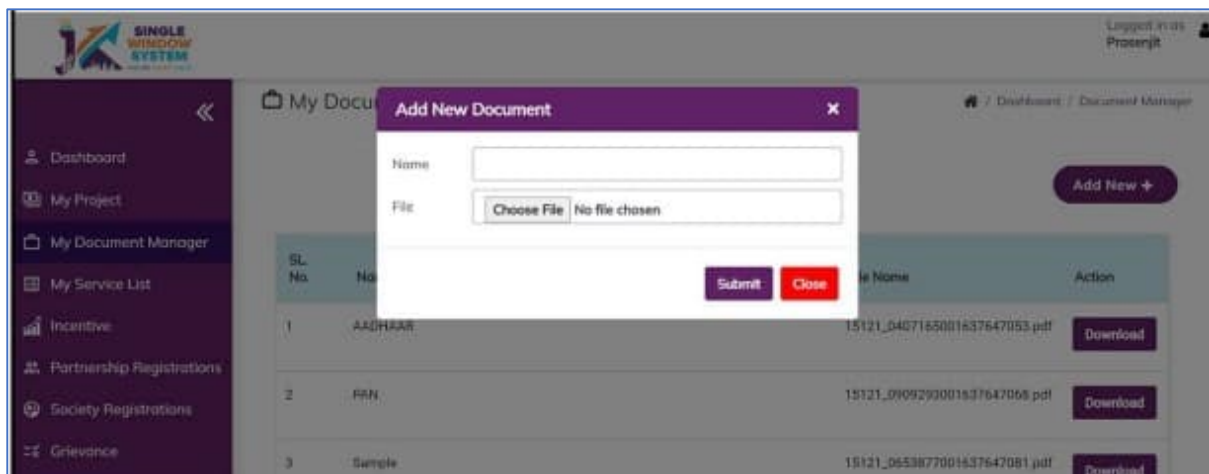 SINGLE
WINDOW
SYSTEM
Logged in as
Prosenjit
My Docu
Dashboard / Document Manager
Add New Document
×
Name
File
Choose File No file chosen
Submit
Close
Add New +
Dashboard
My Project
My Document Manager
My Service List
Incentive
Partnership Registrations
Society Registrations
Grievance
SL. No.
Na
le Name
Action
1 AADHAAR 15121_0407165001637647053.pdf Download
2 PAN 15121_0909293001637647068.pdf Download
3 Sample 15121_0653877001637647081.pdf Download